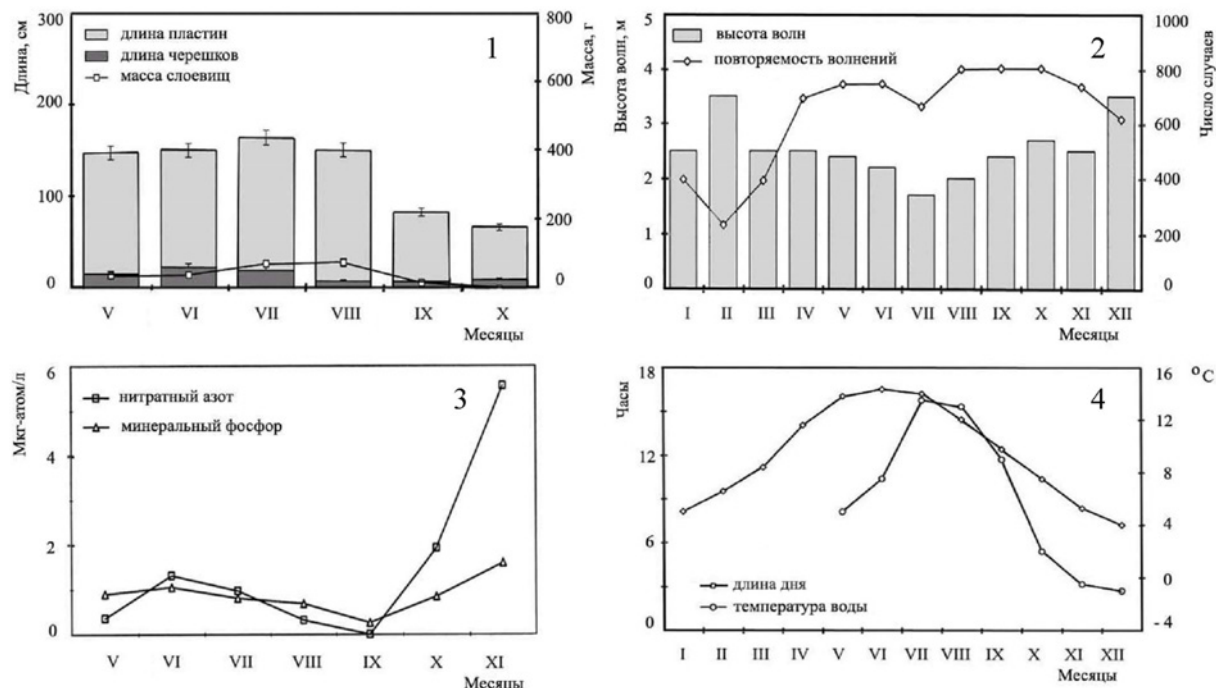 300
200
100
0
Длина, см
длина пластин
длина черешков
масса слоевищ
1
800
600
400
200
0
Масса, г
V VI VII VIII IX X
Месяцы
5
4
3
2
1
0
Высота волн, м
высота волн
повторяемость волнений
2
1000
800
600
400
200
0
Число случаев
I II III IV V VI VII VIII IX X XI XII
Месяцы
6
4
2
0
Мкг-атом/л
нитратный азот
минеральный фосфор
3
V VI VII VIII IX X XI
Месяцы
18
12
6
0
Часы
4
длина дня
температура воды
16
12
8
4
0
- 4
°C
I II III IV V VI VII VIII IX X XI XII
Месяцы